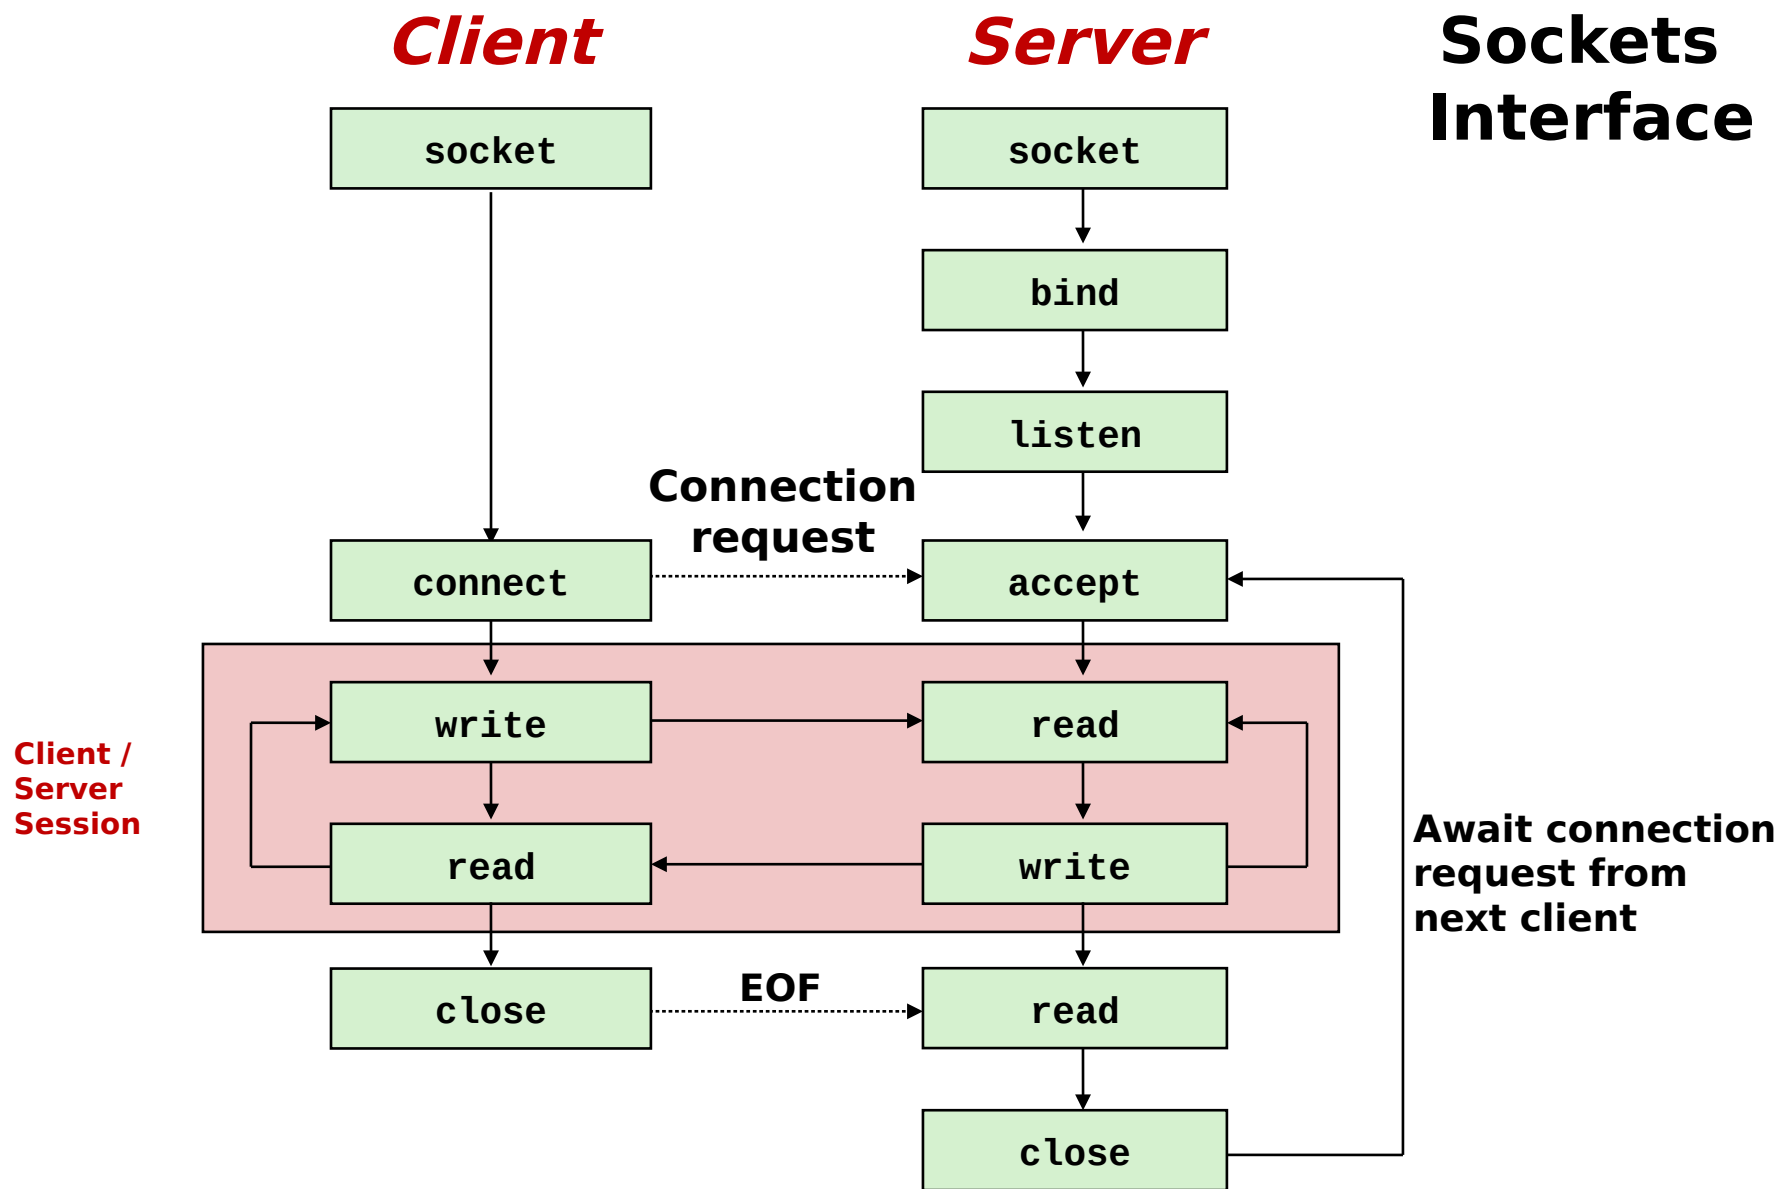 Client
Server
Sockets
Interface
socket
socket
bind
listen
Connection
request
connect
accept
write
read
Client /
Server
Session
read
write
Await connection
request from
next client
close
EOF
read
close